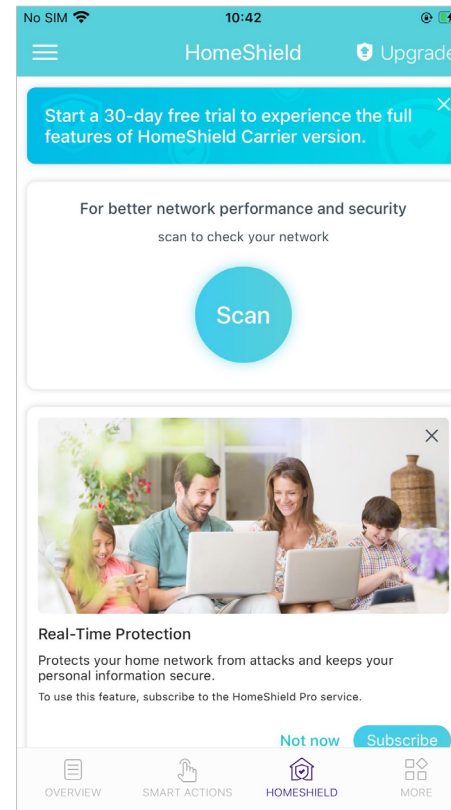 No SIM 10:42
HomeShield Upgrade
Start a 30-day free trial to experience the full
features of HomeShield Carrier version.
For better network performance and security
scan to check your network
Scan
Real-Time Protection
Protects your home network from attacks and keeps your
personal information secure.
To use this feature, subscribe to the HomeShield Pro service.
Not now Subscribe
OVERVIEW SMART ACTIONS HOMESHIELD MORE